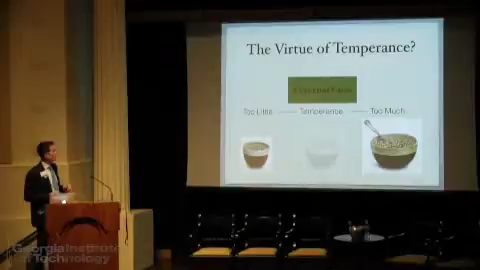 The Virtue of Temperance?
Too Little — Temperance — Too Much
Georgia Institute
of Technology